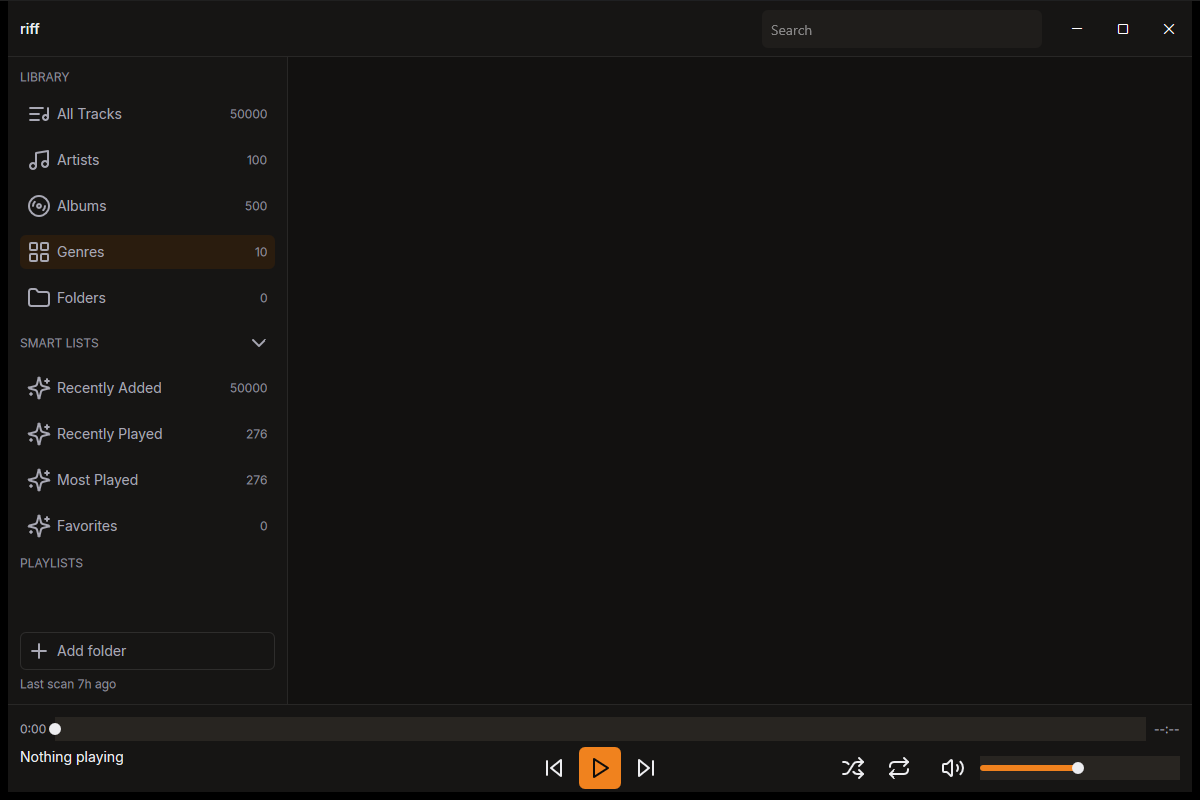 riff
Search
LIBRARY
All Tracks 50000
Artists 100
Albums 500
Genres 10
Folders 0
SMART LISTS
Recently Added 50000
Recently Played 276
Most Played 276
Favorites 0
PLAYLISTS
Add folder
Last scan 7h ago
0:00 --:--
Nothing playing